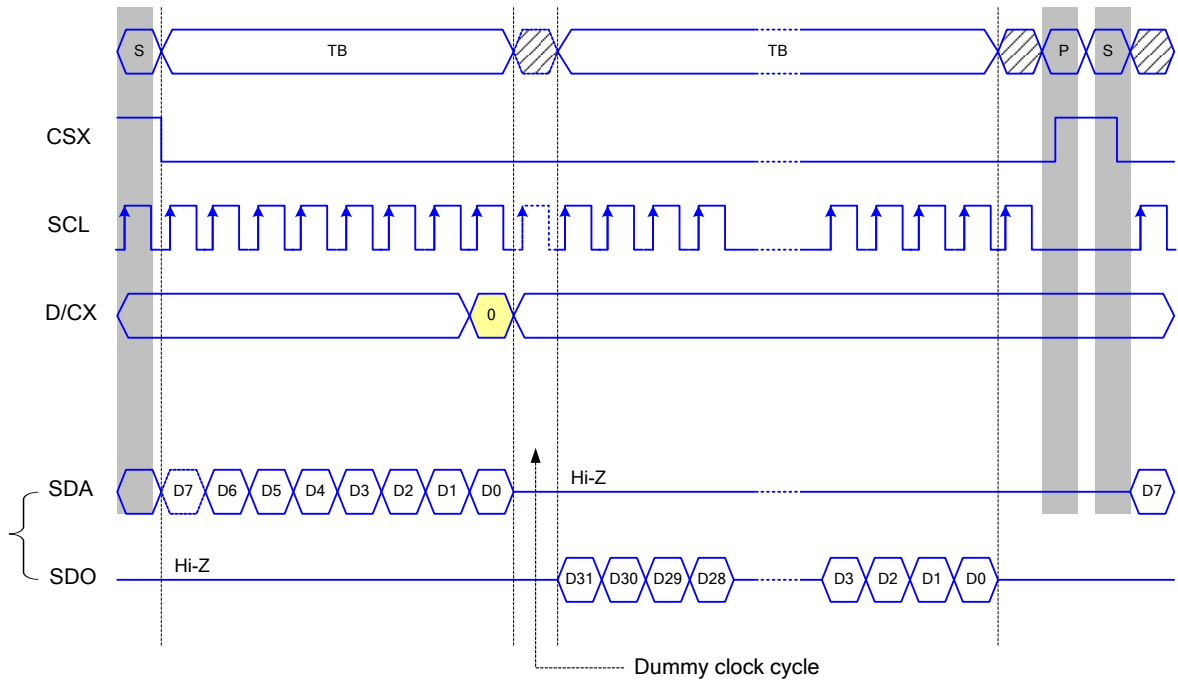 S TB TB P S
CSX
SCL
D/CX 0
SDA D7 D6 D5 D4 D3 D2 D1 D0 Hi-Z D7
SDO Hi-Z D31 D30 D29 D28 D3 D2 D1 D0
Dummy clock cycle